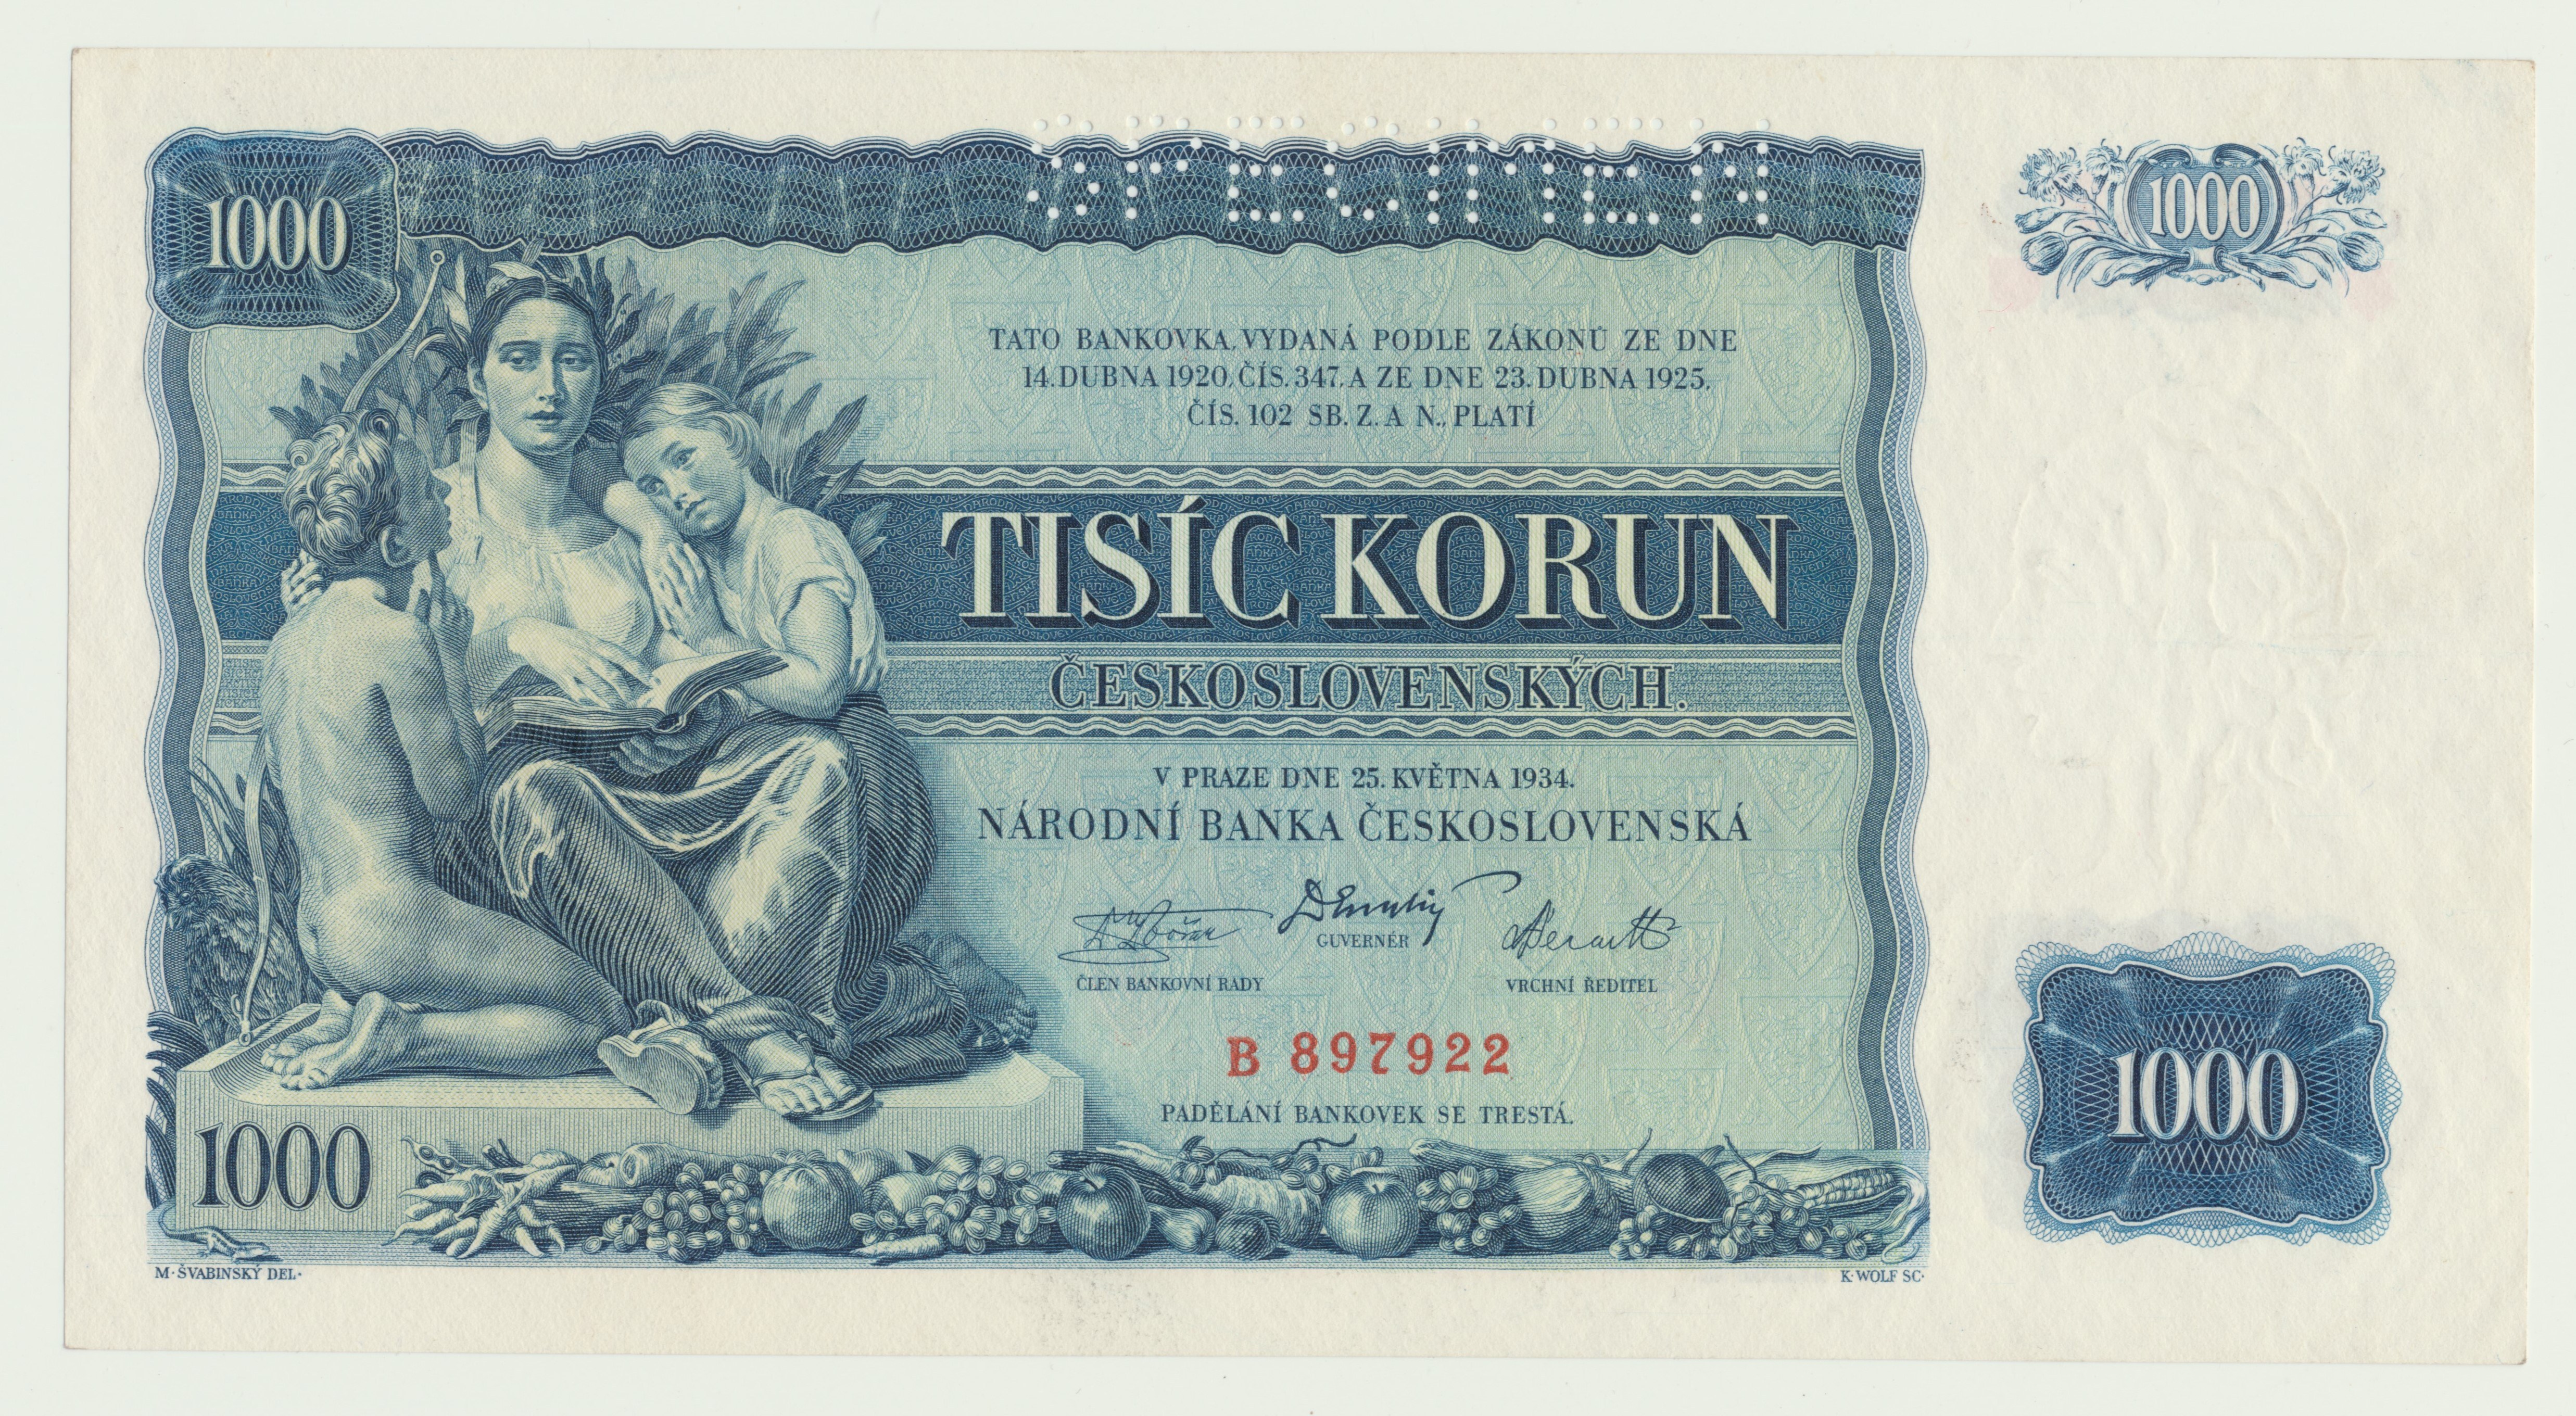 SPECIMEN
1000
1000
TATO BANKOVKA, VYDANÁ PODLE ZÁKONŮ ZE DNE
14. DUBNA 1920, ČÍS. 347, A ZE DNE 23. DUBNA 1925,
ČÍS. 102 SB. Z. A N., PLATÍ
TISÍC KORUN
ČESKOSLOVENSKÝCH.
V PRAZE DNE 25. KVĚTNA 1934.
NÁRODNÍ BANKA ČESKOSLOVENSKÁ
GUVERNÉR
ČLEN BANKOVNÍ RADY
VRCHNÍ ŘEDITEL
B 897922
PADĚLÁNÍ BANKOVEK SE TRESTÁ.
1000
1000
M·ŠVABINSKÝ DEL·
K·WOLF SC·